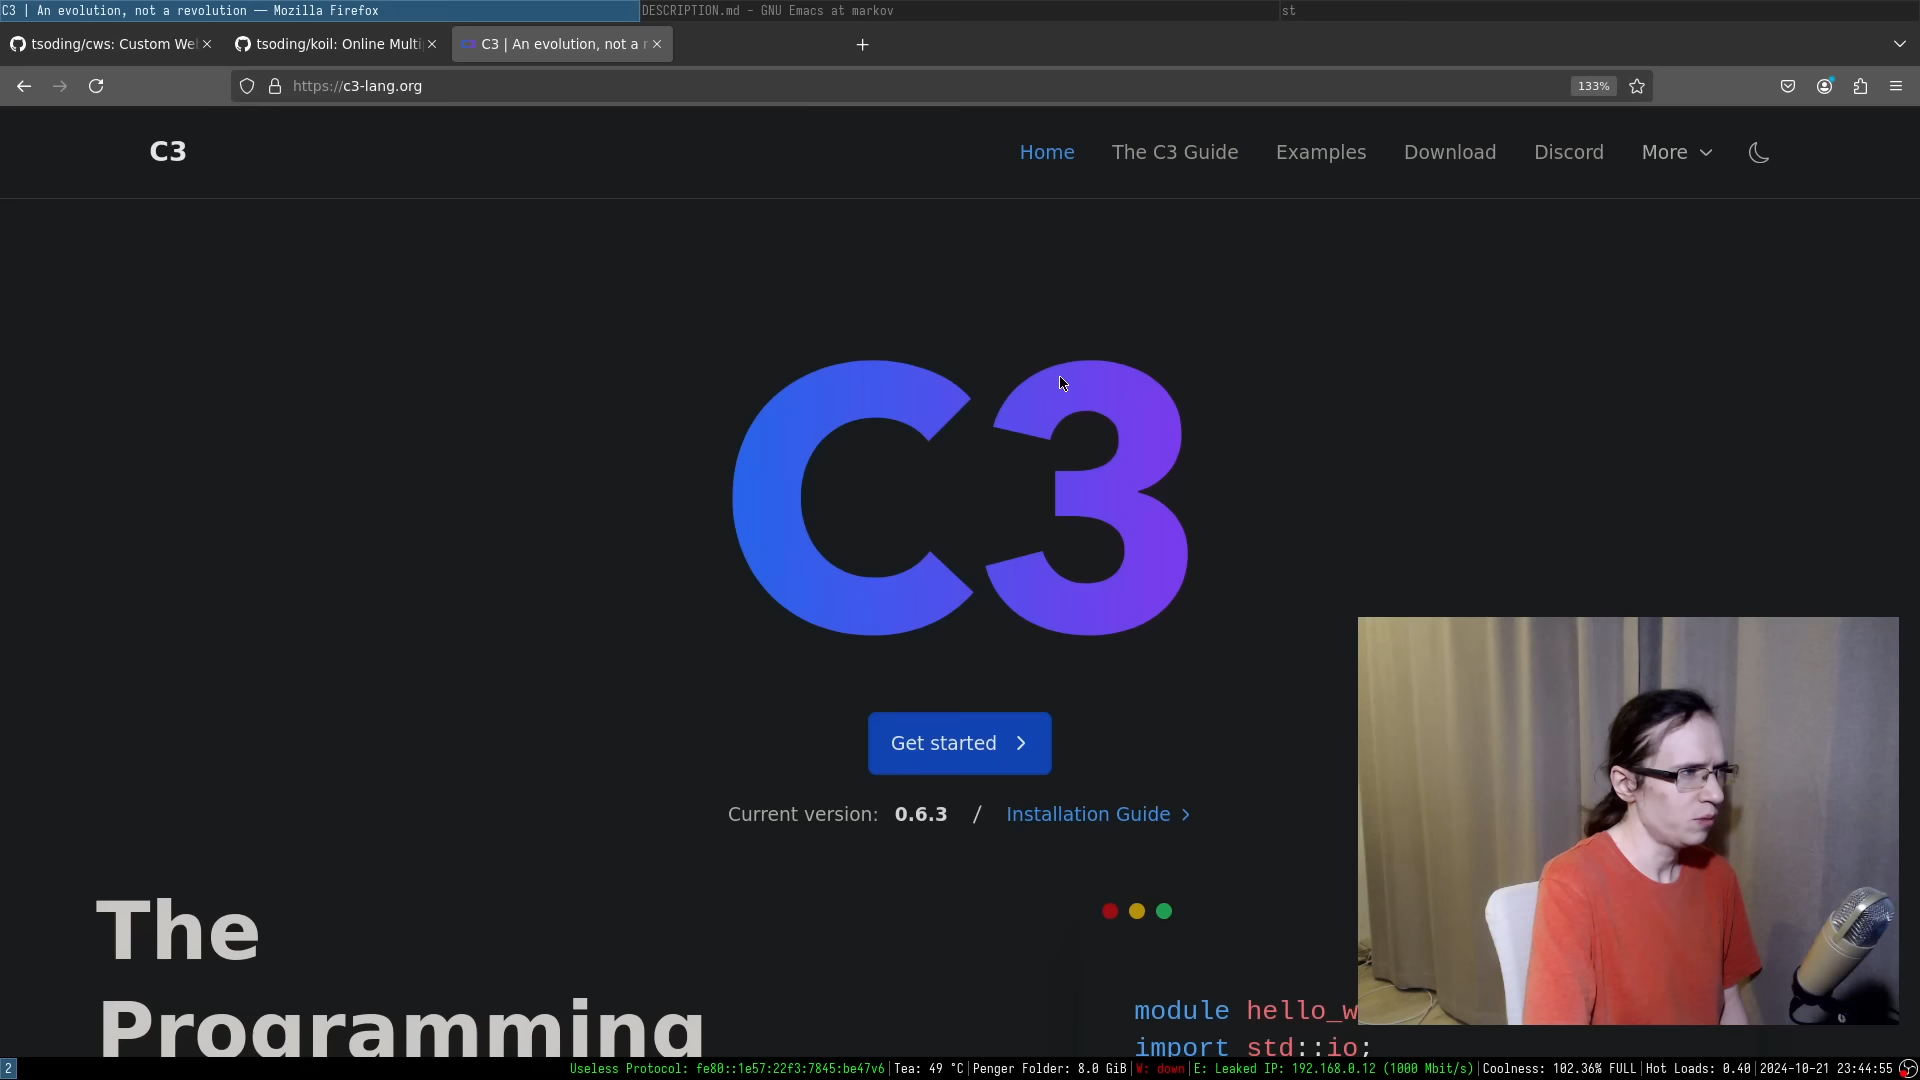 C3 | An evolution, not a revolution — Mozilla Firefox
DESCRIPTION.md - GNU Emacs at markov
st
tsoding/cws: Custom We
tsoding/koil: Online Multi
C3 | An evolution, not a r
https://c3-lang.org
133%
C3
Home
The C3 Guide
Examples
Download
Discord
More
C3
Get started
Current version: 0.6.3 / Installation Guide
The
Programming
module hello_w
import std::io;
2
Useless Protocol: fe80::1e57:22f3:7845:be47v6|Tea: 49 °C|Penger Folder: 8.0 GiB|W: down|E: Leaked IP: 192.168.0.12 (1000 Mbit/s)|Coolness: 102.36% FULL|Hot Loads: 0.40|2024-10-21 23:44:55